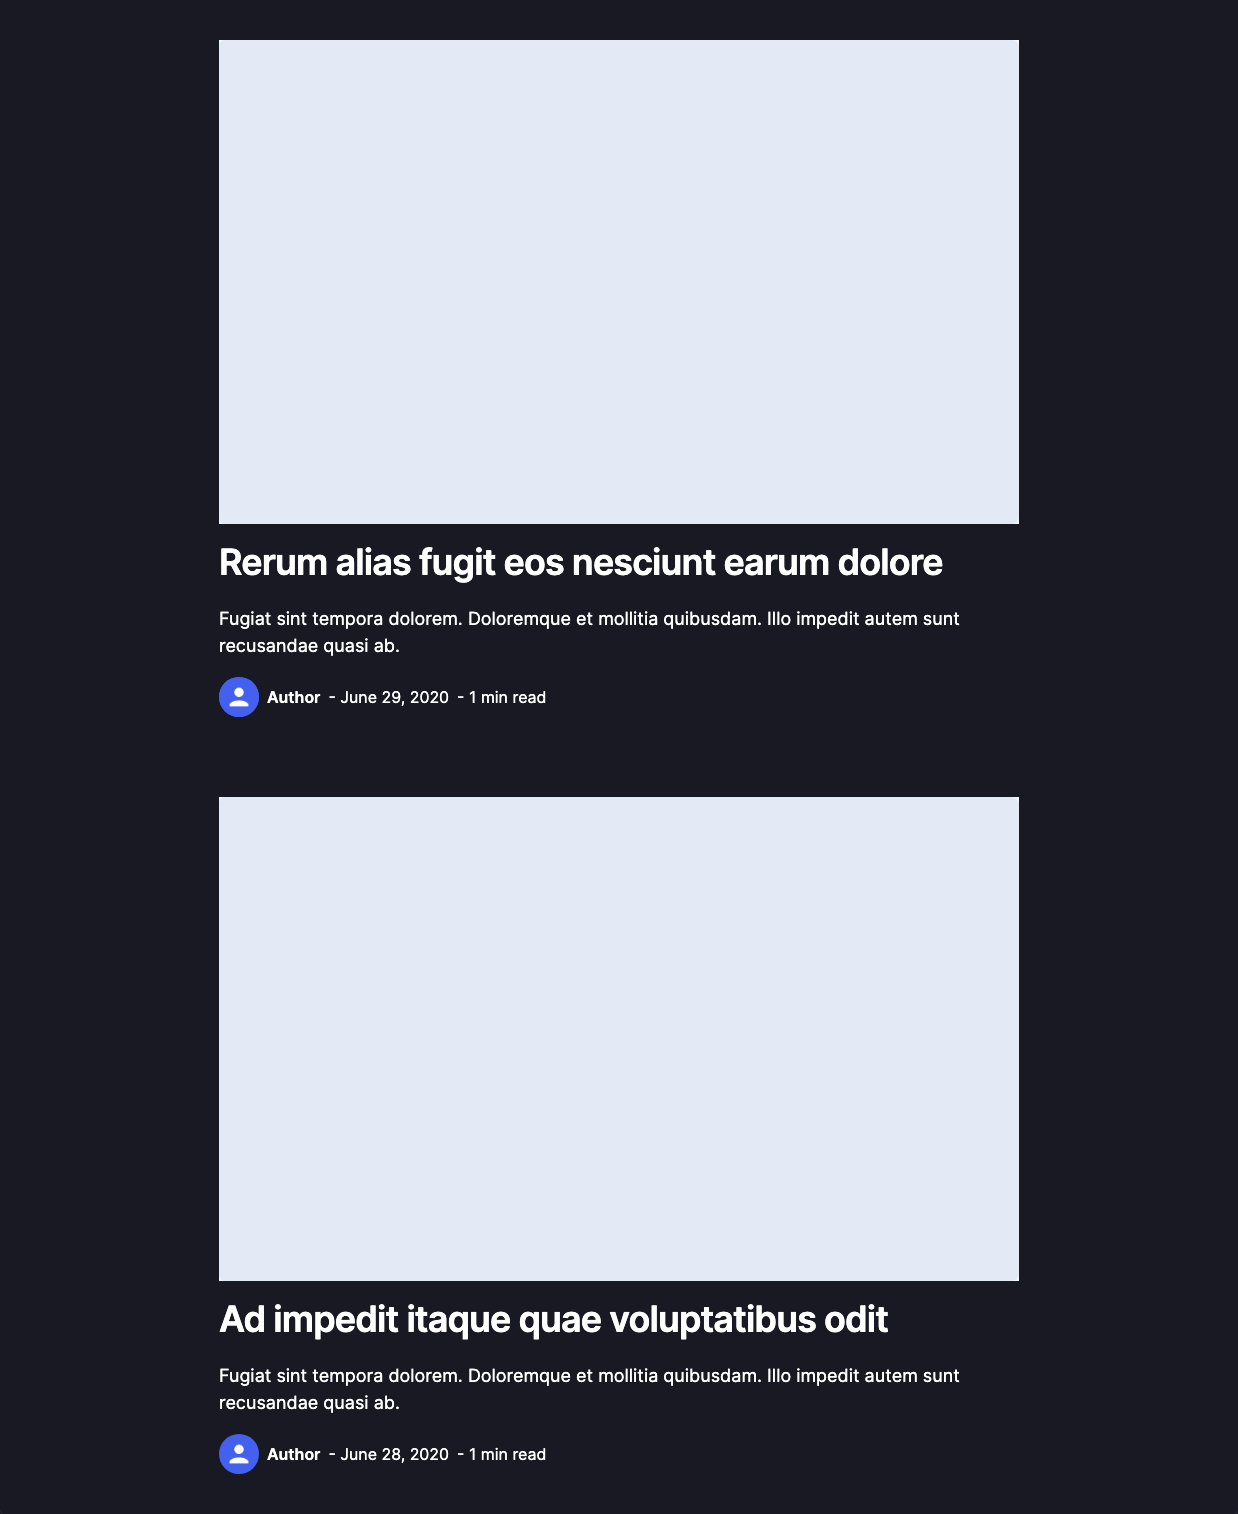 Rerum alias fugit eos nesciunt earum dolore
Fugiat sint tempora dolorem. Doloremque et mollitia quibusdam. Illo impedit autem sunt
recusandae quasi ab.
Author - June 29, 2020 - 1 min read
Ad impedit itaque quae voluptatibus odit
Fugiat sint tempora dolorem. Doloremque et mollitia quibusdam. Illo impedit autem sunt
recusandae quasi ab.
Author - June 28, 2020 - 1 min read